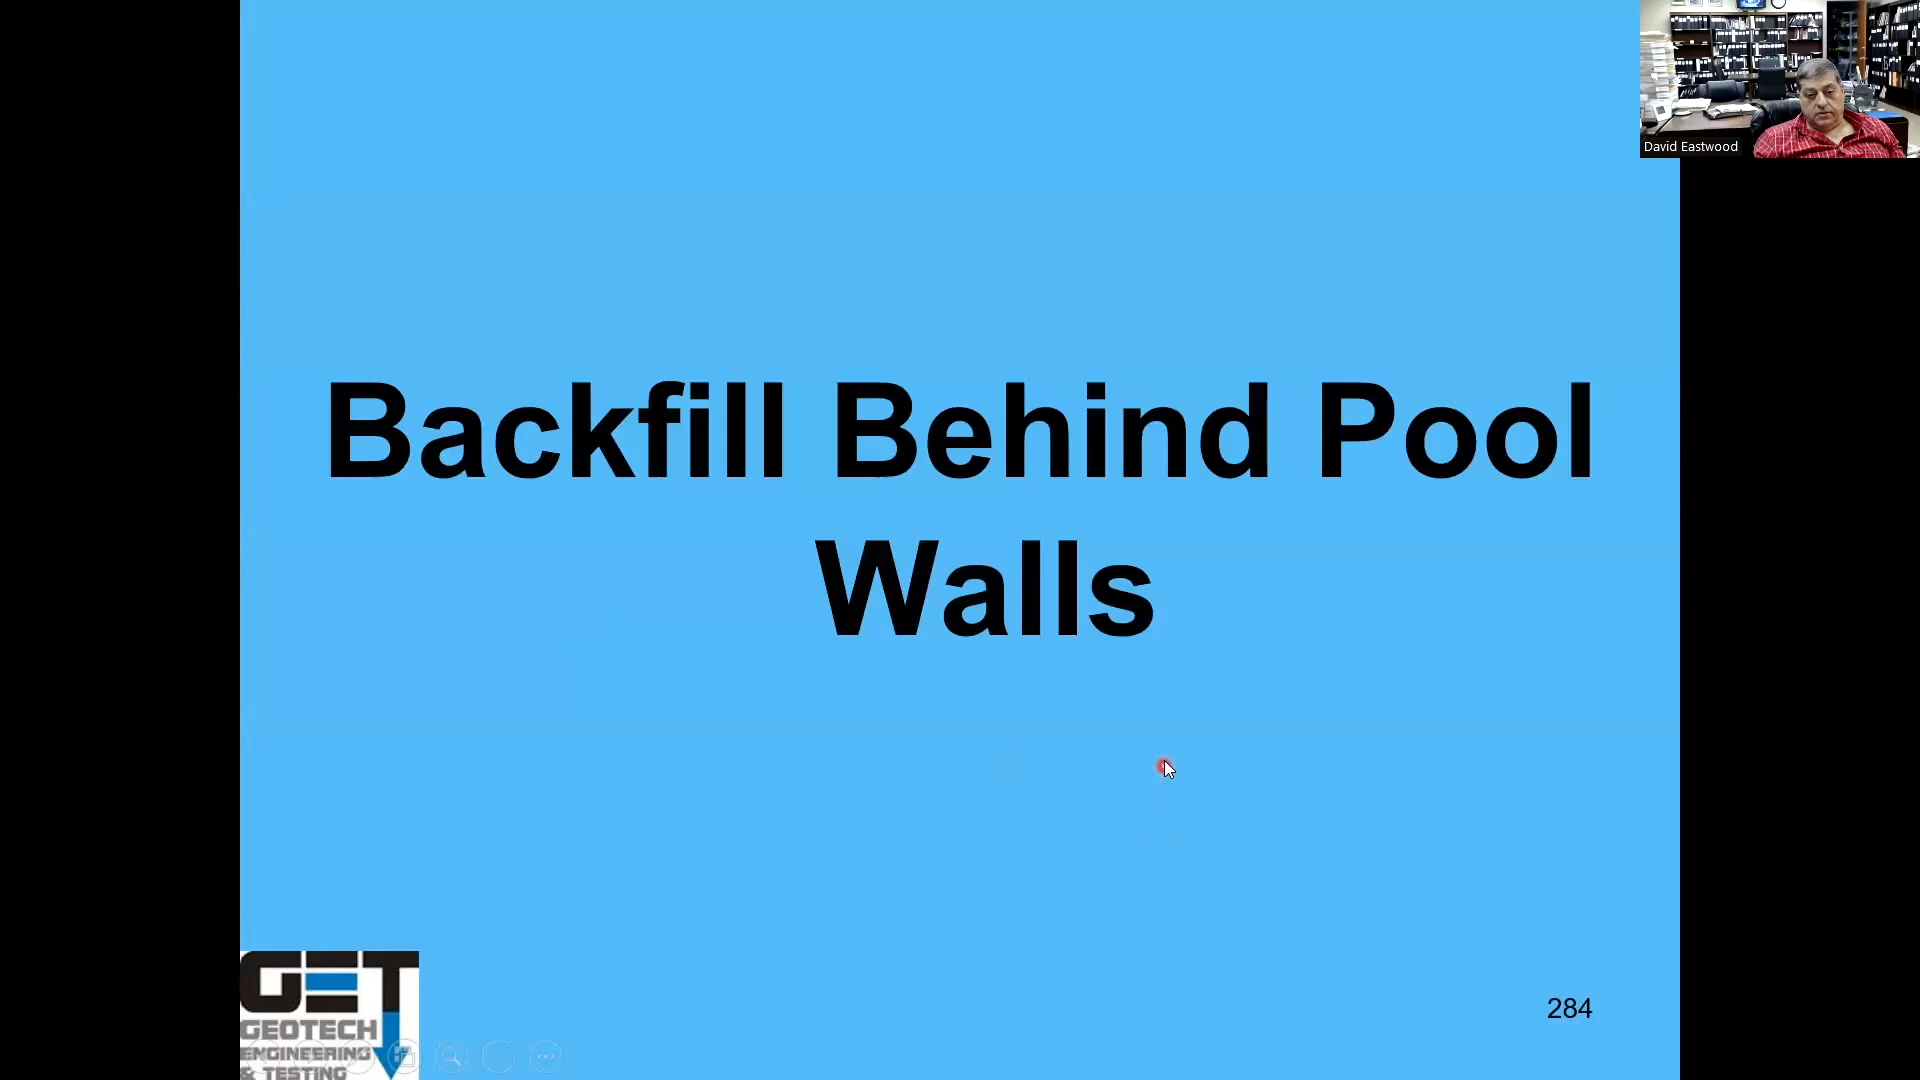 David Eastwood
Backfill Behind Pool
Walls
GET
GEOTECH
ENGINEERING
& TESTING
284